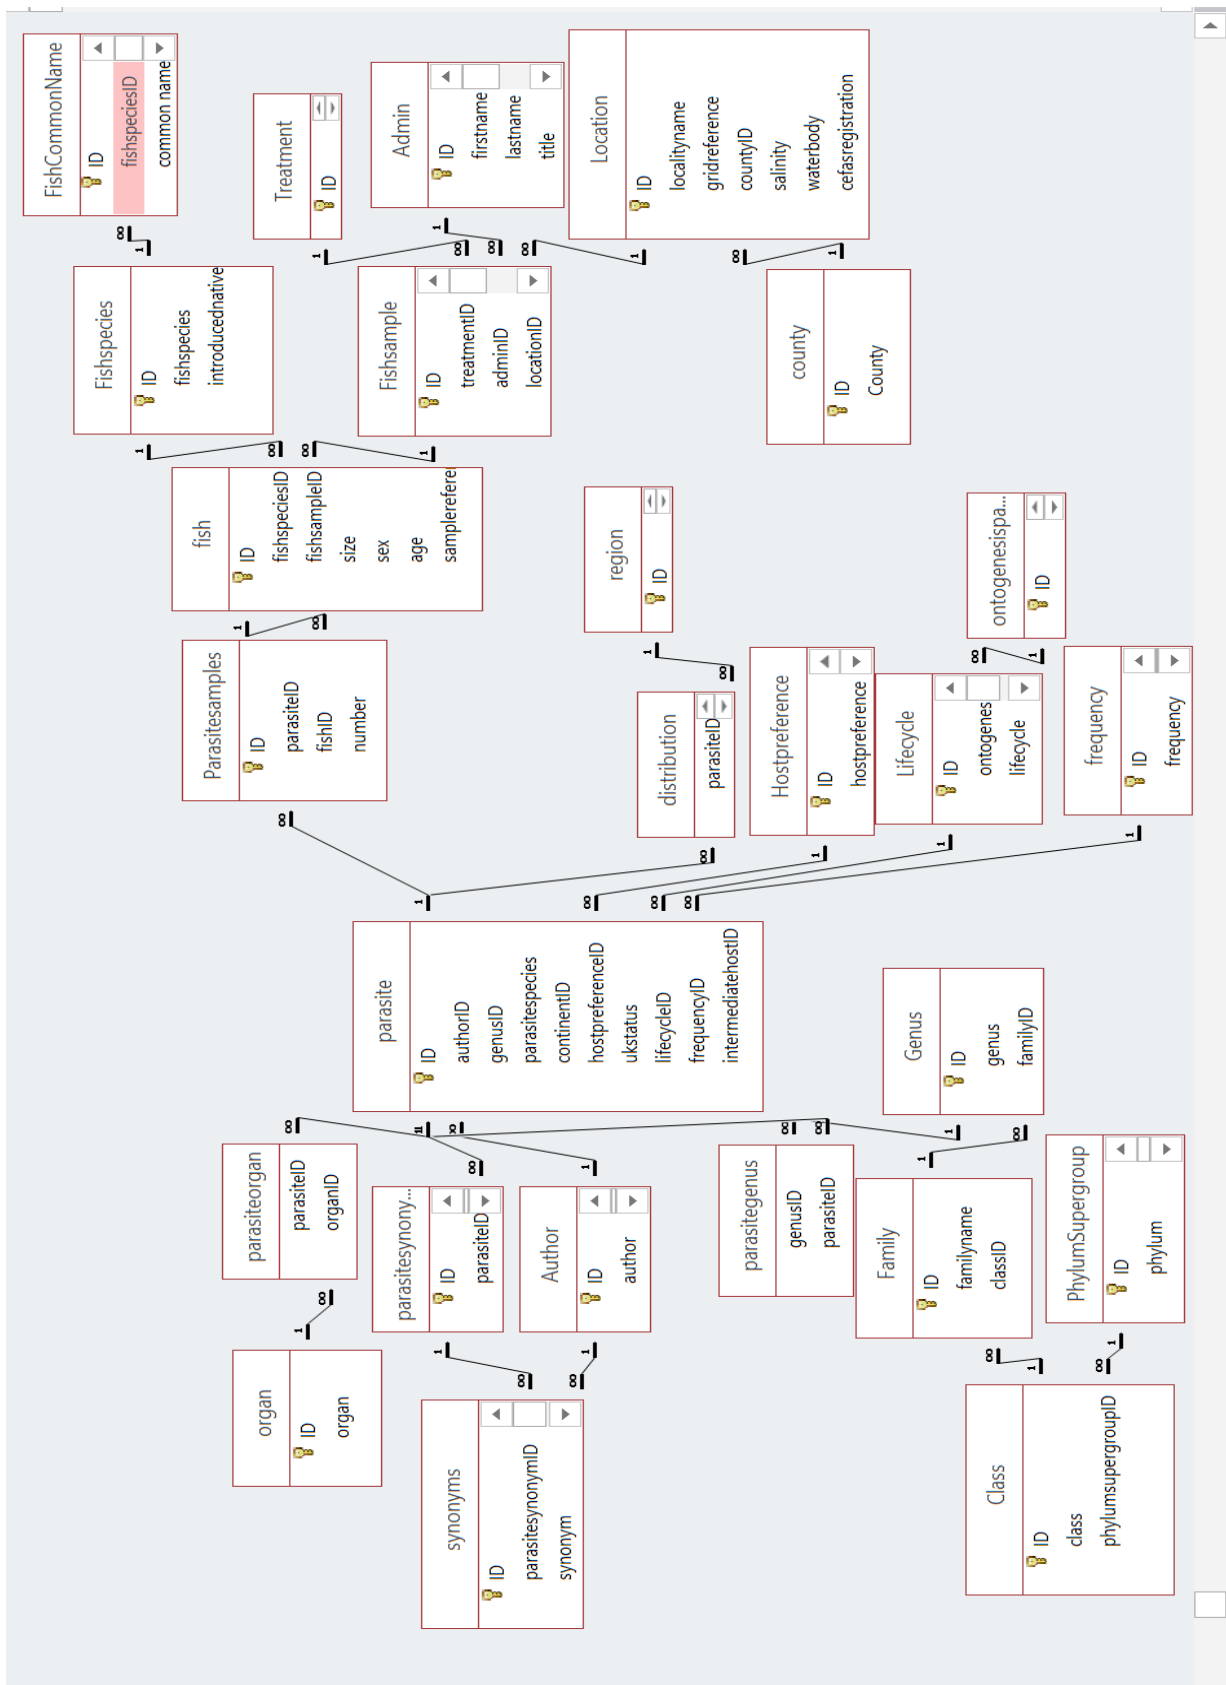 synonyms
ID
parasitesynonymID
synonym
organ
ID
organ
Class
ID
class
phylumsupergroupID
parasiteorgan
parasiteID
organID
parasitesynony...
ID
parasiteID
Author
ID
author
parasitegenus
genusID
parasiteID
Family
ID
familyname
classID
PhylumSupergroup
ID
phylum
parasite
ID
authorID
genusID
parasitespecies
continentID
hostpreferenceID
ukstatus
lifecycleID
frequencyID
intermediatehostID
Genus
ID
genus
familyID
Parasitesamples
ID
parasiteID
fishID
number
distribution
parasiteID
Hostpreference
ID
hostpreference
Lifecycle
ID
ontogenes
lifecycle
frequency
ID
frequency
fish
ID
fishspeciesID
fishsampleID
size
sex
age
samplereferen
region
ID
ontogenesispa...
ID
Fishspecies
ID
fishspecies
introducednative
Fishsample
ID
treatmentID
adminID
locationID
county
ID
County
FishCommonName
ID
fishspeciesID
common name
Treatment
ID
Admin
ID
firstname
lastname
title
Location
ID
localityname
gridreference
countyID
salinity
waterbody
cefasregistration